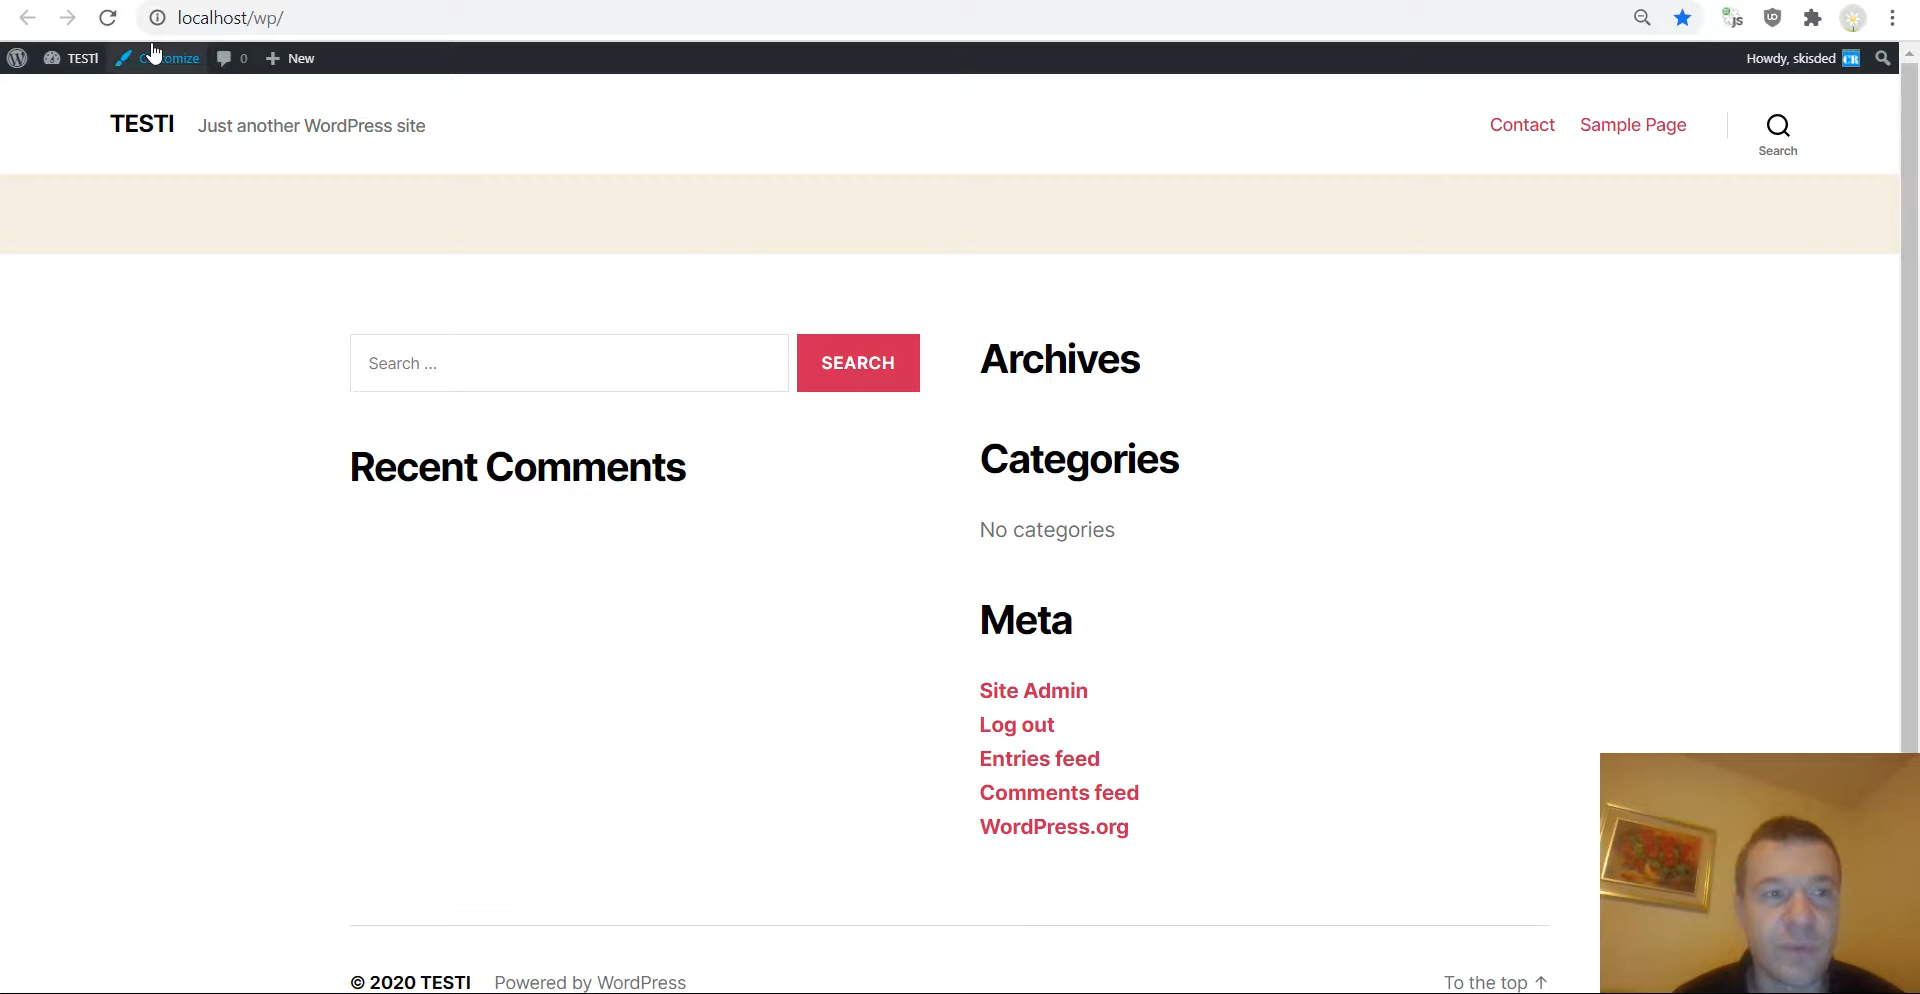 localhost/wp/
TESTI
0
New
Howdy, skisded
CR
TESTI
Just another WordPress site
Contact
Sample Page
Search
Search ...
SEARCH
Archives
Recent Comments
Categories
No categories
Meta
Site Admin
Log out
Entries feed
Comments feed
WordPress.org
© 2020 TESTI
Powered by WordPress
To the top ↑